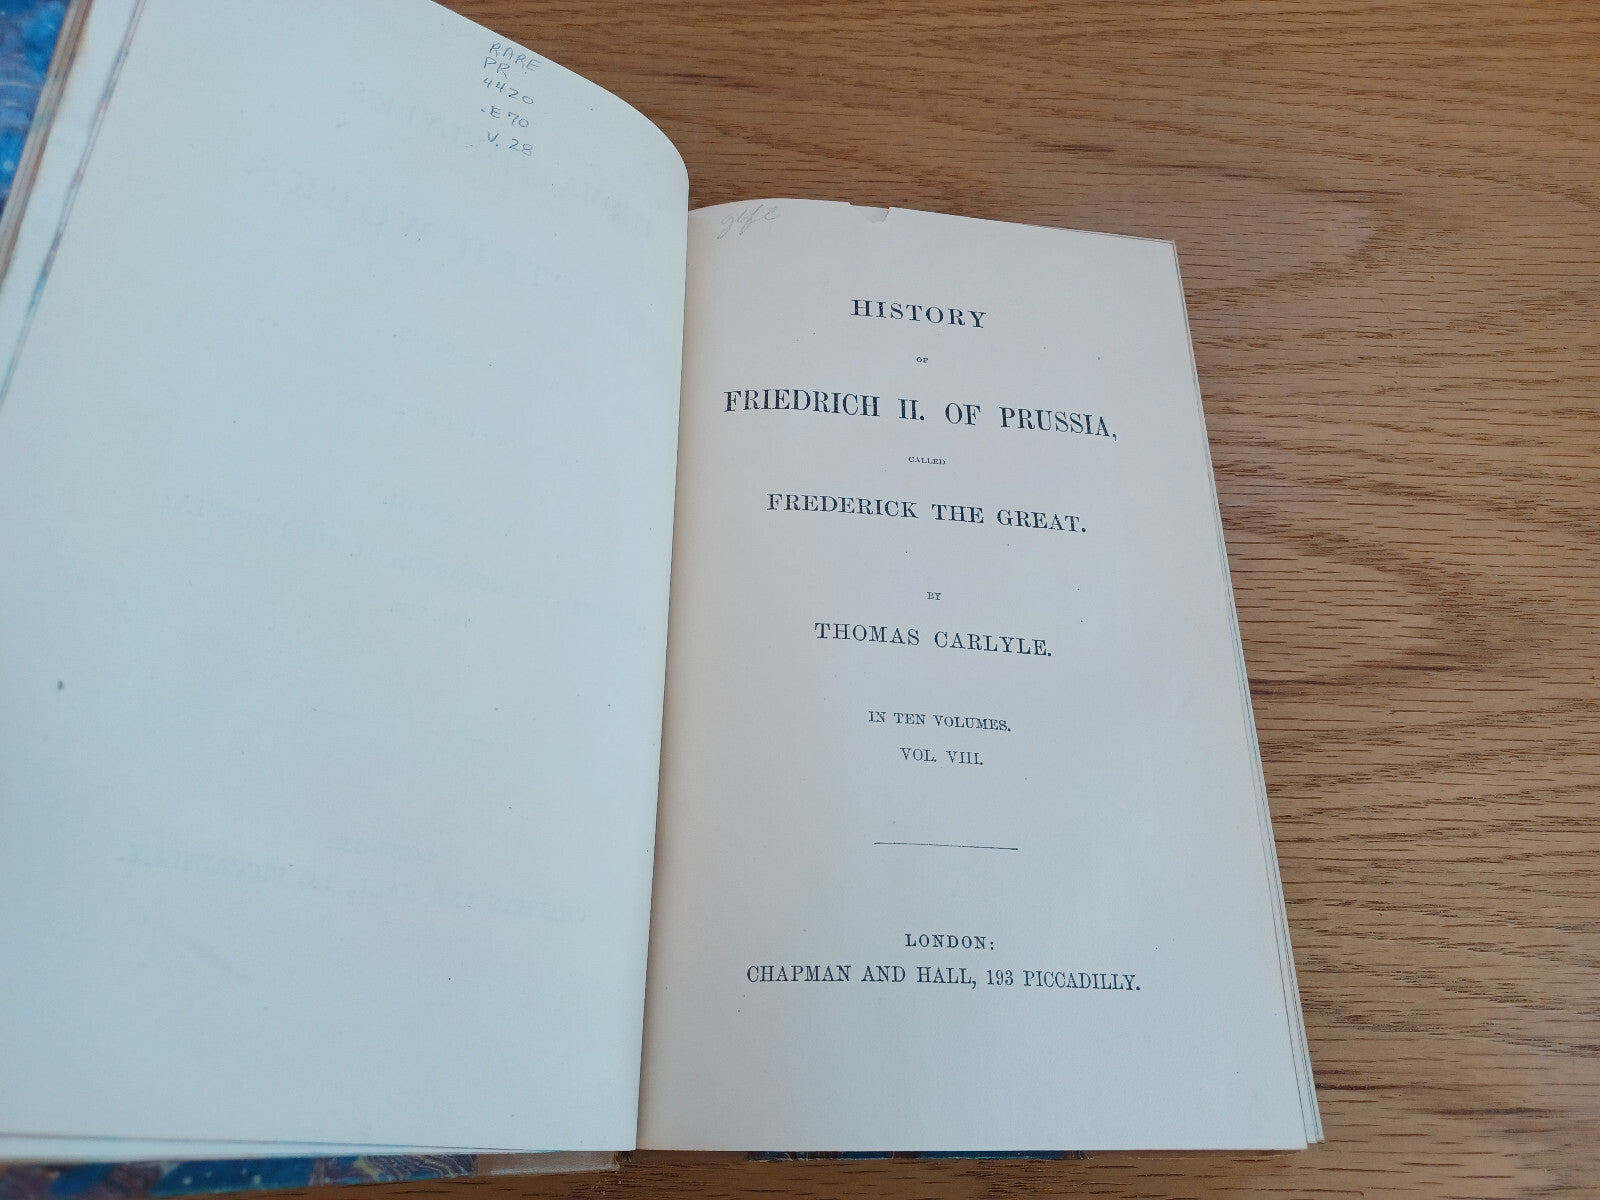 RARE
PR
4420
.E70
V. 28
HISTORY
OF
FRIEDRICH II. OF PRUSSIA,
CALLED
FREDERICK THE GREAT.
BY
THOMAS CARLYLE.
IN TEN VOLUMES.
VOL. VIII.
LONDON:
CHAPMAN AND HALL, 193 PICCADILLY.